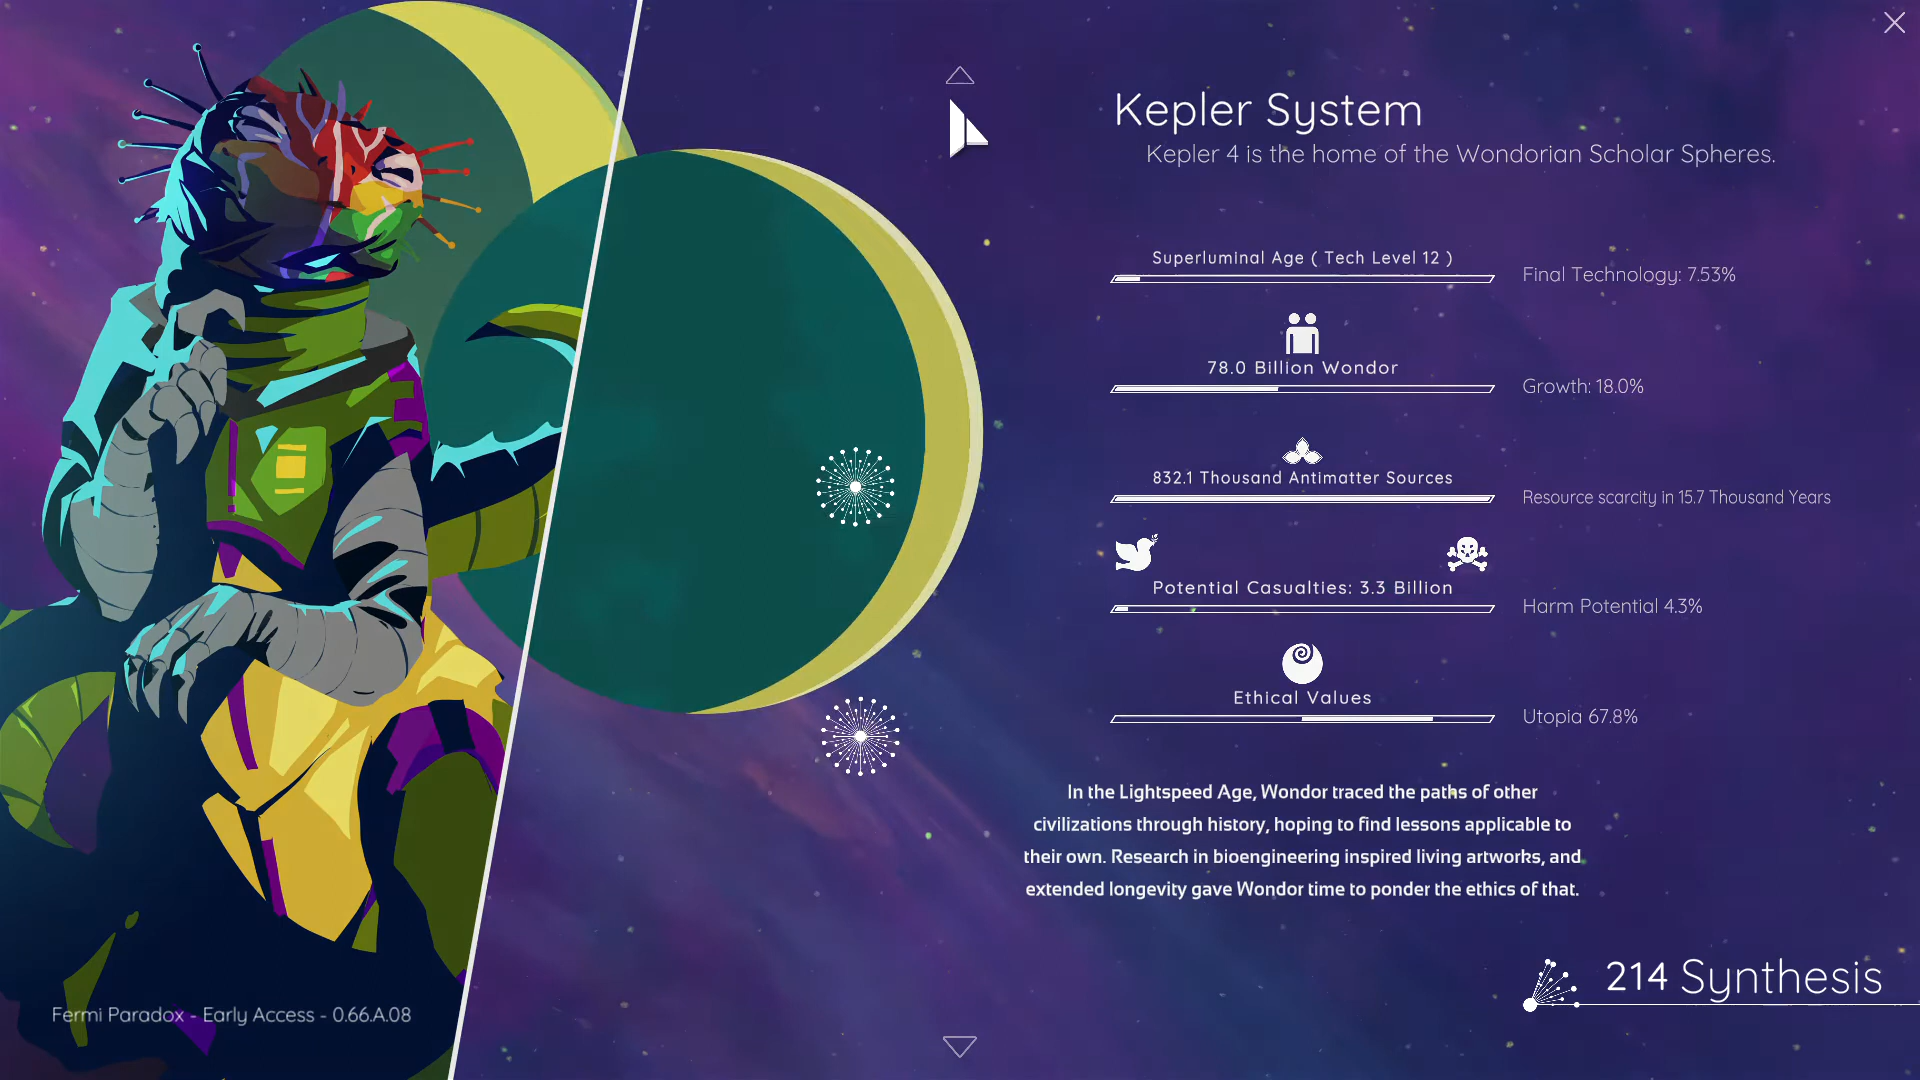 Kepler System
Kepler 4 is the home of the Wondorian Scholar Spheres.
Superluminal Age ( Tech Level 12 )
Final Technology: 7.53%
78.0 Billion Wondor
Growth: 18.0%
832.1 Thousand Antimatter Sources
Resource scarcity in 15.7 Thousand Years
Potential Casualties: 3.3 Billion
Harm Potential 4.3%
Ethical Values
Utopia 67.8%
In the Lightspeed Age, Wondor traced the paths of other
civilizations through history, hoping to find lessons applicable to
their own. Research in bioengineering inspired living artworks, and
extended longevity gave Wondor time to ponder the ethics of that.
214 Synthesis
Fermi Paradox - Early Access - 0.66.A.08